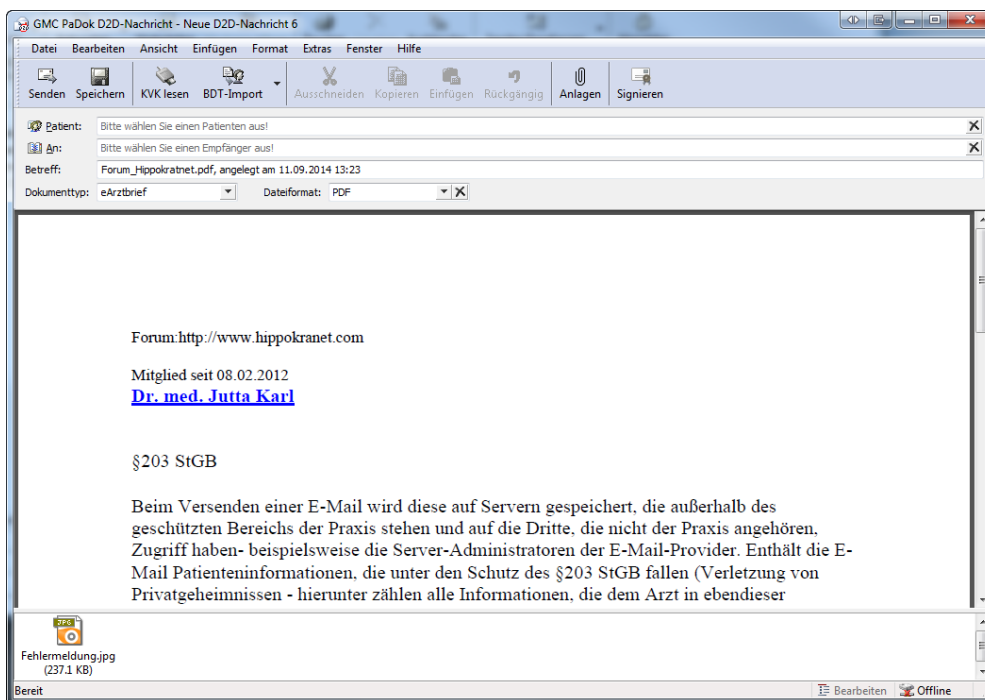 GMC PaDok D2D-Nachricht - Neue D2D-Nachricht 6
Datei Bearbeiten Ansicht Einfügen Format Extras Fenster Hilfe
Senden Speichern KVK lesen BDT-Import Ausschneiden Kopieren Einfügen Rückgängig Anlagen Signieren
Patient: Bitte wählen Sie einen Patienten aus!
An: Bitte wählen Sie einen Empfänger aus!
Betreff: Forum_Hippokratnet.pdf, angelegt am 11.09.2014 13:23
Dokumenttyp: eArztbrief Dateiformat: PDF
Forum:http://www.hippokranet.com
Mitglied seit 08.02.2012
Dr. med. Jutta Karl
§203 StGB
Beim Versenden einer E-Mail wird diese auf Servern gespeichert, die außerhalb des
geschützten Bereichs der Praxis stehen und auf die Dritte, die nicht der Praxis angehören,
Zugriff haben- beispielsweise die Server-Administratoren der E-Mail-Provider. Enthält die E-
Mail Patienteninformationen, die unter den Schutz des §203 StGB fallen (Verletzung von
Privatgeheimnissen - hierunter zählen alle Informationen, die dem Arzt in ebendieser
JPG
Fehlermeldung.jpg
(237.1 KB)
Bereit Bearbeiten Offline